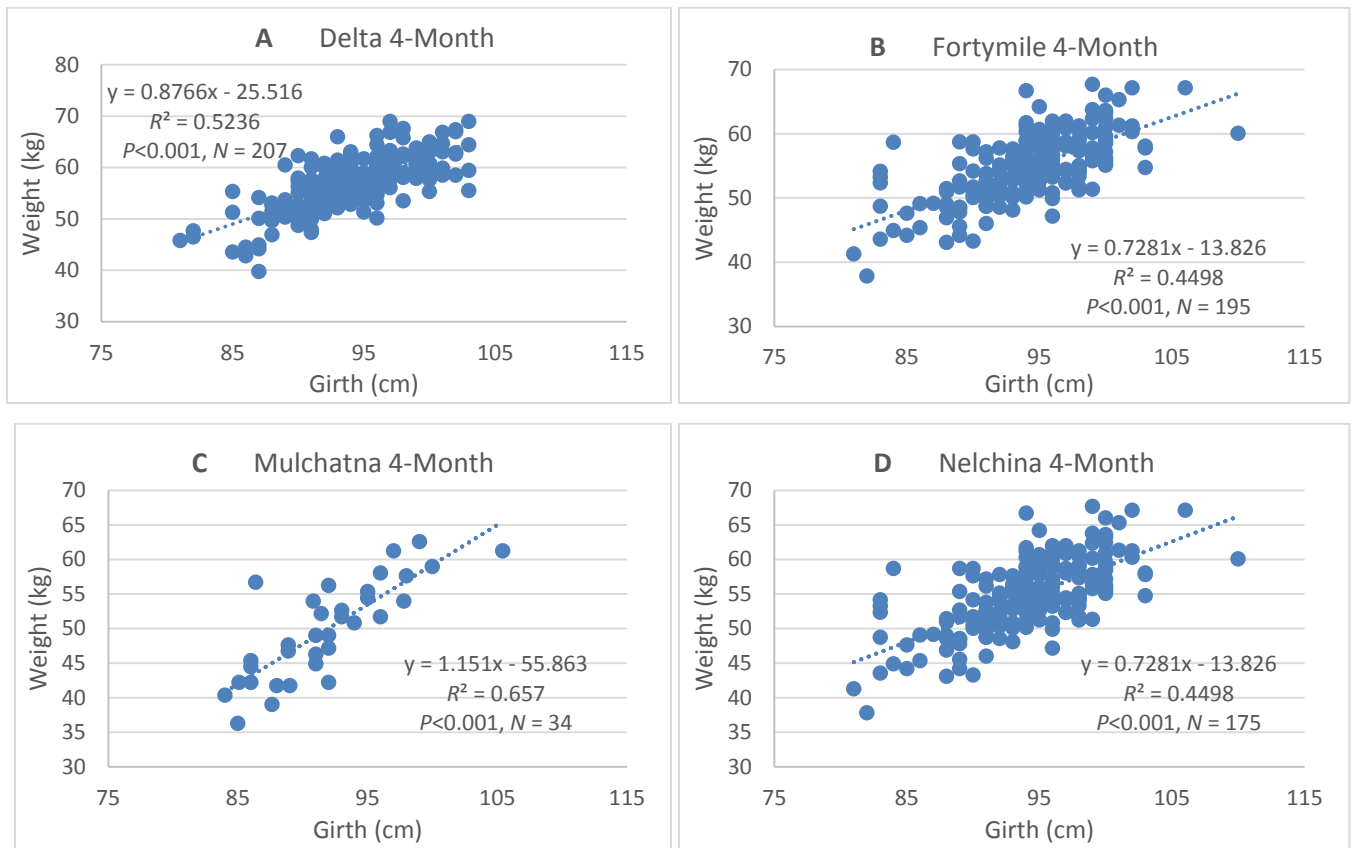 A Delta 4-Month
y = 0.8766x - 25.516
R² = 0.5236
P<0.001, N = 207
Weight (kg)
80
70
60
50
40
30
75 85 95 105 115
Girth (cm)
B Fortymile 4-Month
Weight (kg)
70
60
50
40
30
y = 0.7281x - 13.826
R² = 0.4498
P<0.001, N = 195
75 85 95 105 115
Girth (cm)
C Mulchatna 4-Month
Weight (kg)
70
65
60
55
50
45
40
35
30
y = 1.151x - 55.863
R² = 0.657
P<0.001, N = 34
75 85 95 105 115
Girth (cm)
D Nelchina 4-Month
Weight (kg)
70
65
60
55
50
45
40
35
30
y = 0.7281x - 13.826
R² = 0.4498
P<0.001, N = 175
75 85 95 105 115
Girth (cm)